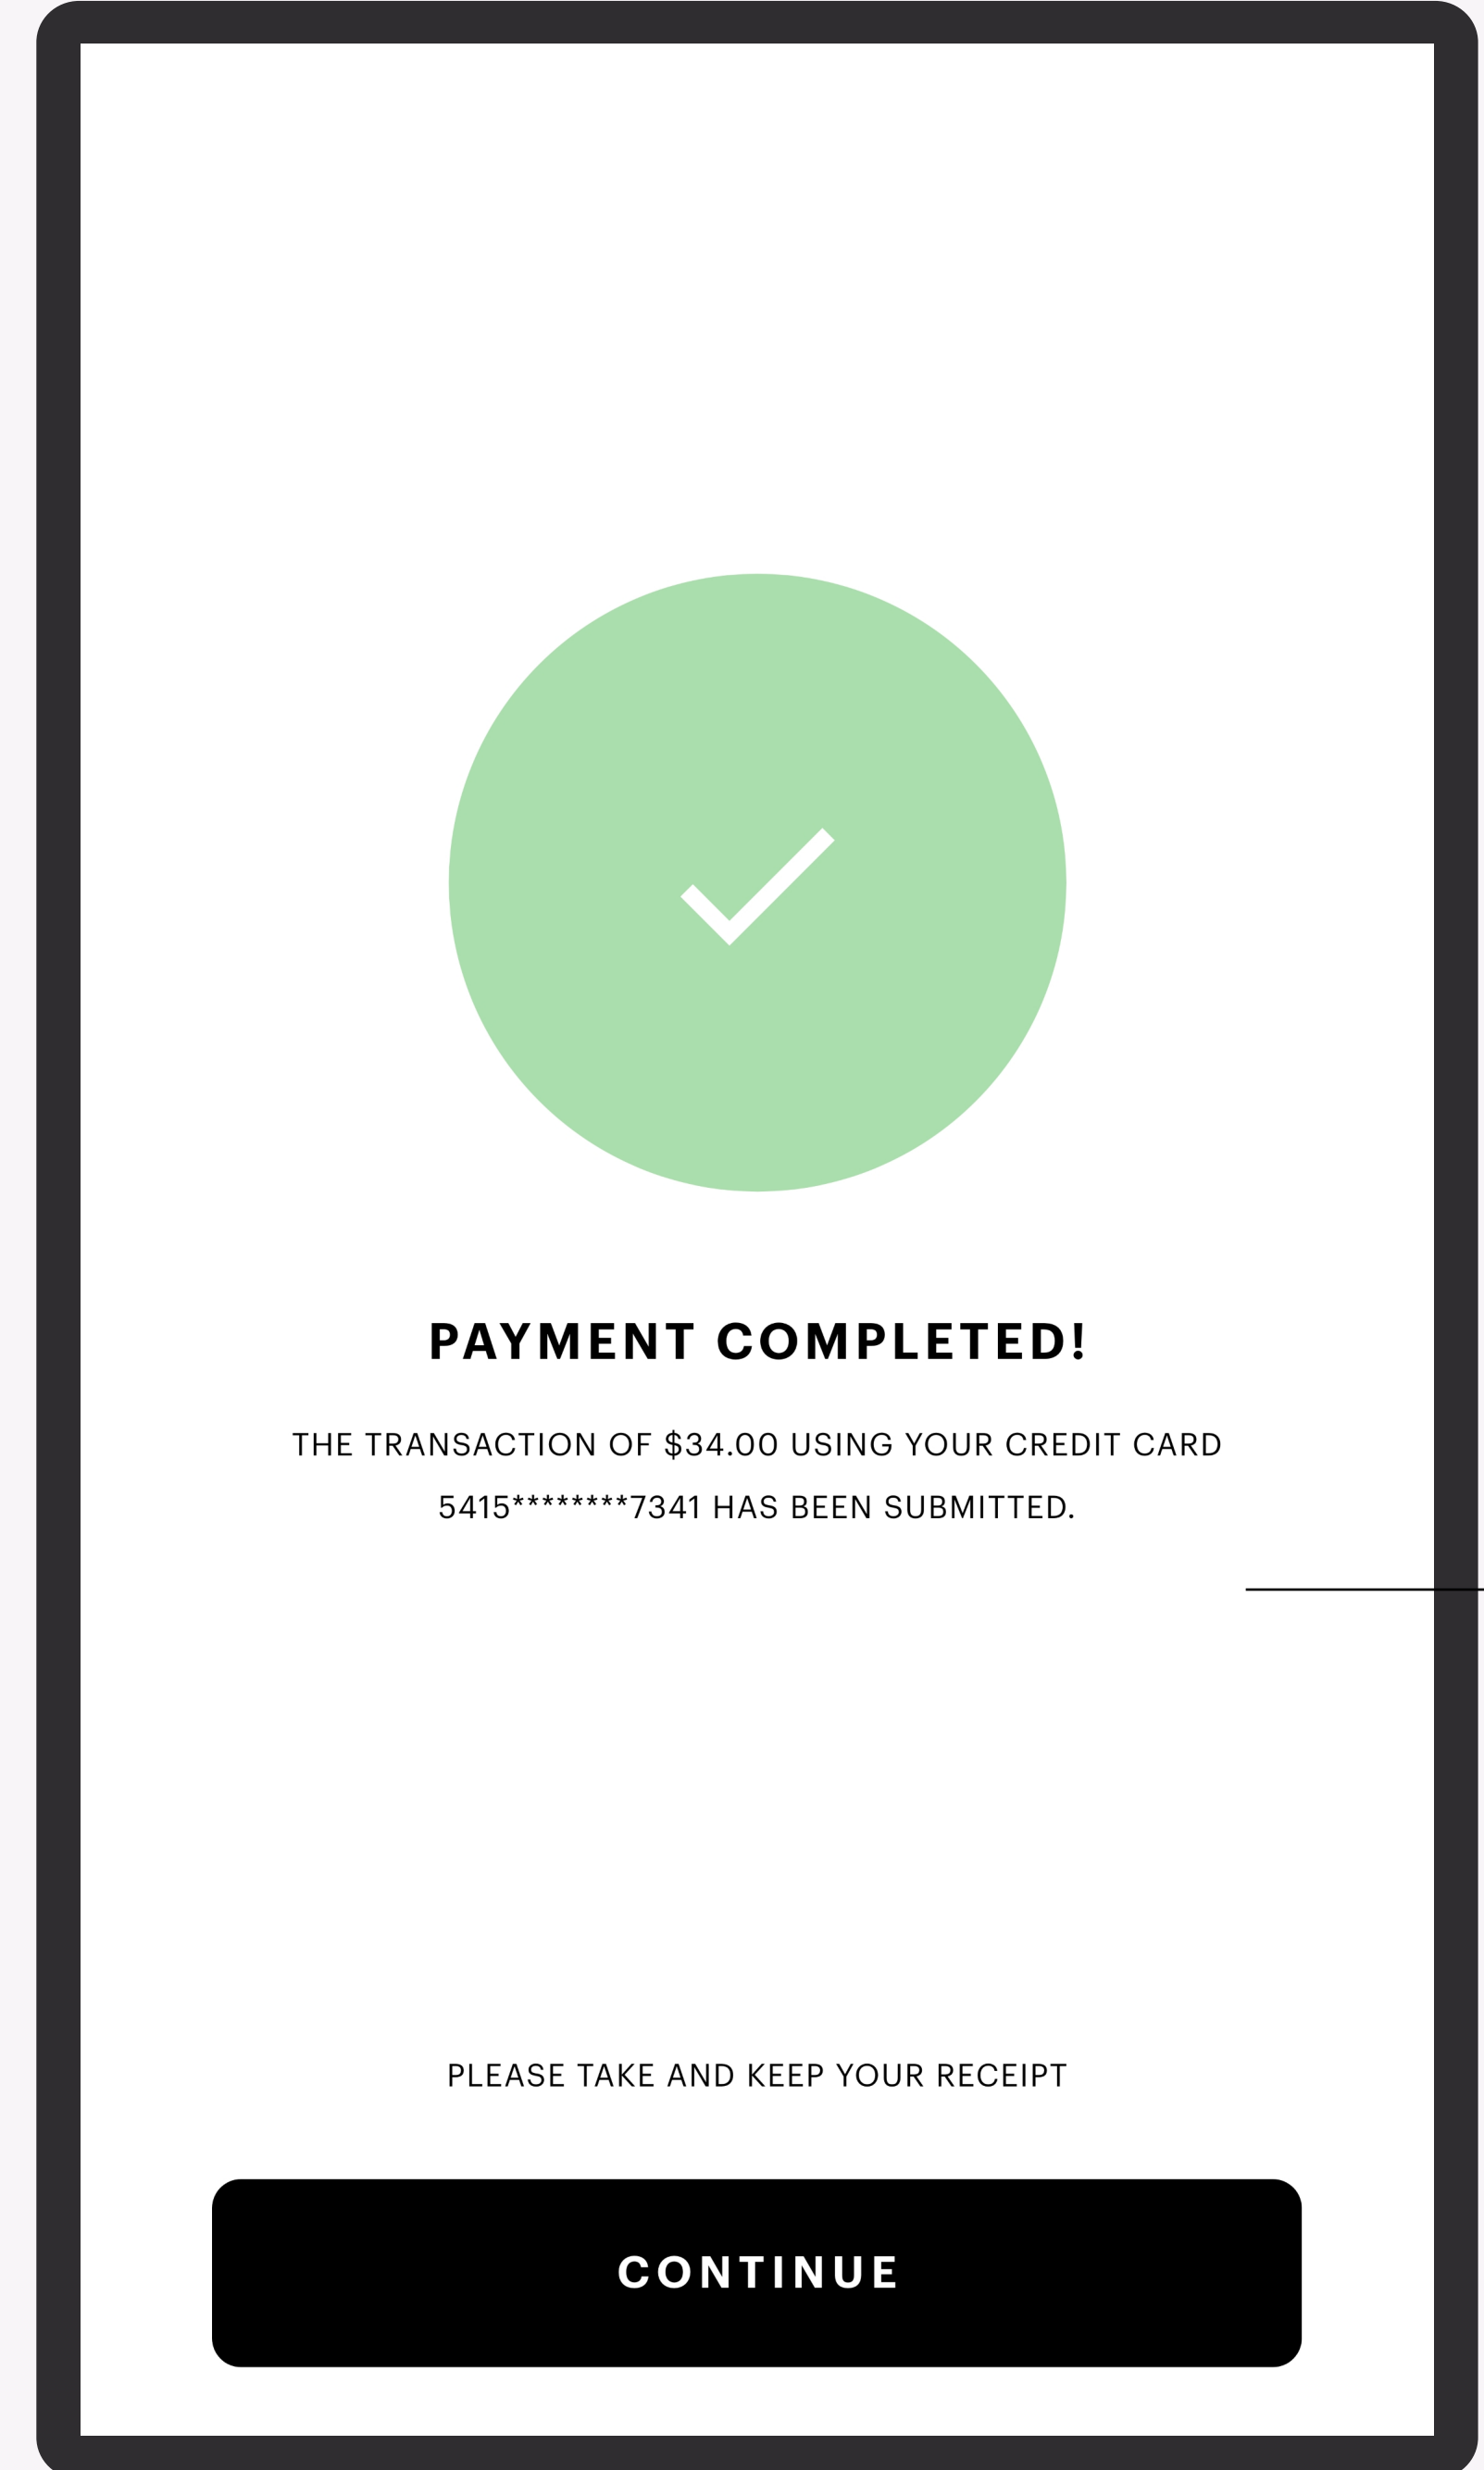 PAYMENT COMPLETED!
THE TRANSACTION OF $34.00 USING YOUR CREDIT CARD
5415********7341 HAS BEEN SUBMITTED.
PLEASE TAKE AND KEEP YOUR RECEIPT
CONTINUE